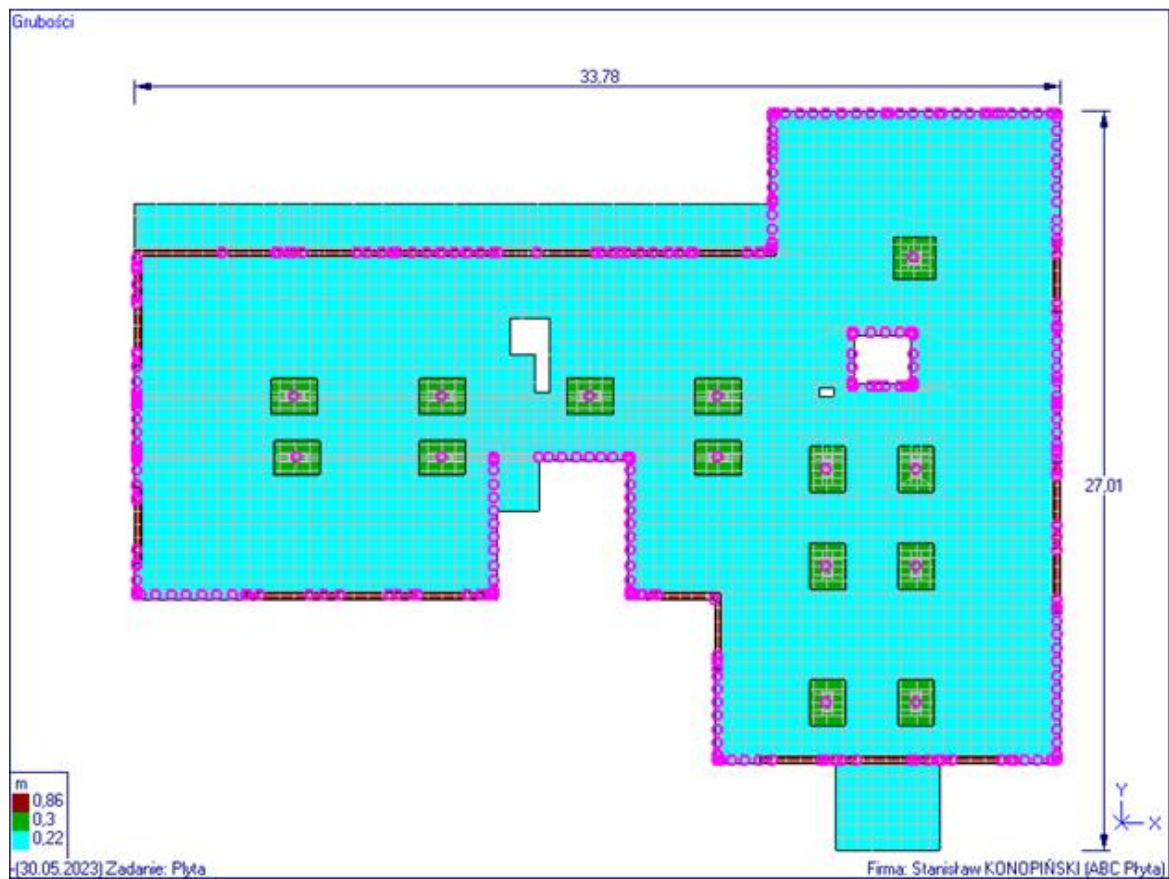 Grubości
33,78
27,01
m
0,86
0,3
0,22
Y
X
(30.05.2023) Zadanie: Płyta
Firma: Stanisław KONOPIŃSKI (ABC Płyta)